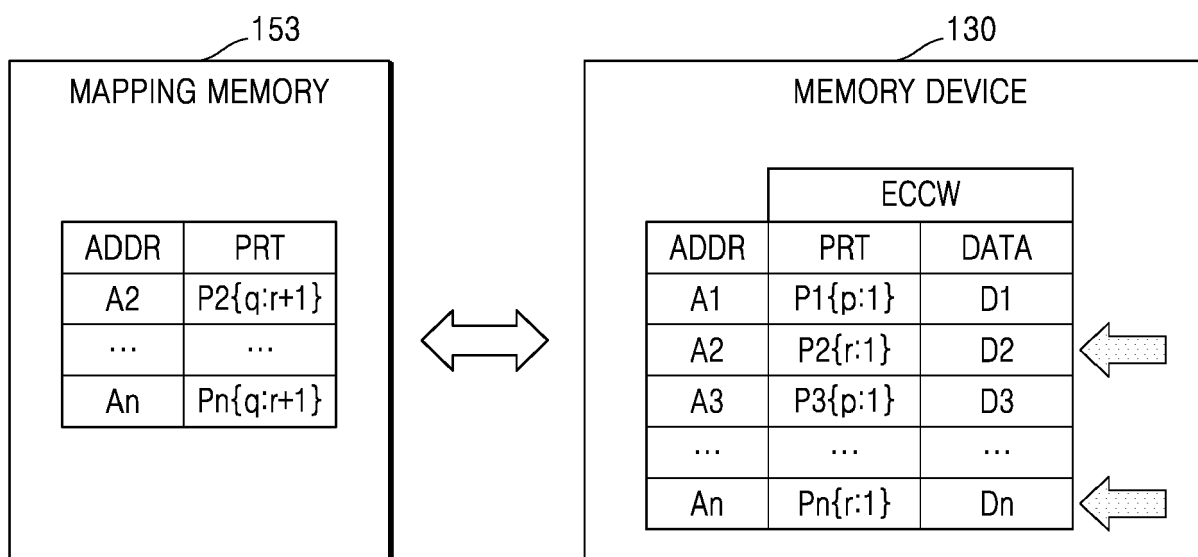 153
130
MAPPING MEMORY
MEMORY DEVICE
ADDR PRT
A2 P2{q:r+1}
... ...
An Pn{q:r+1}
ECCW
ADDR PRT DATA
A1 P1{p:1} D1
A2 P2{r:1} D2
A3 P3{p:1} D3
... ... ...
An Pn{r:1} Dn